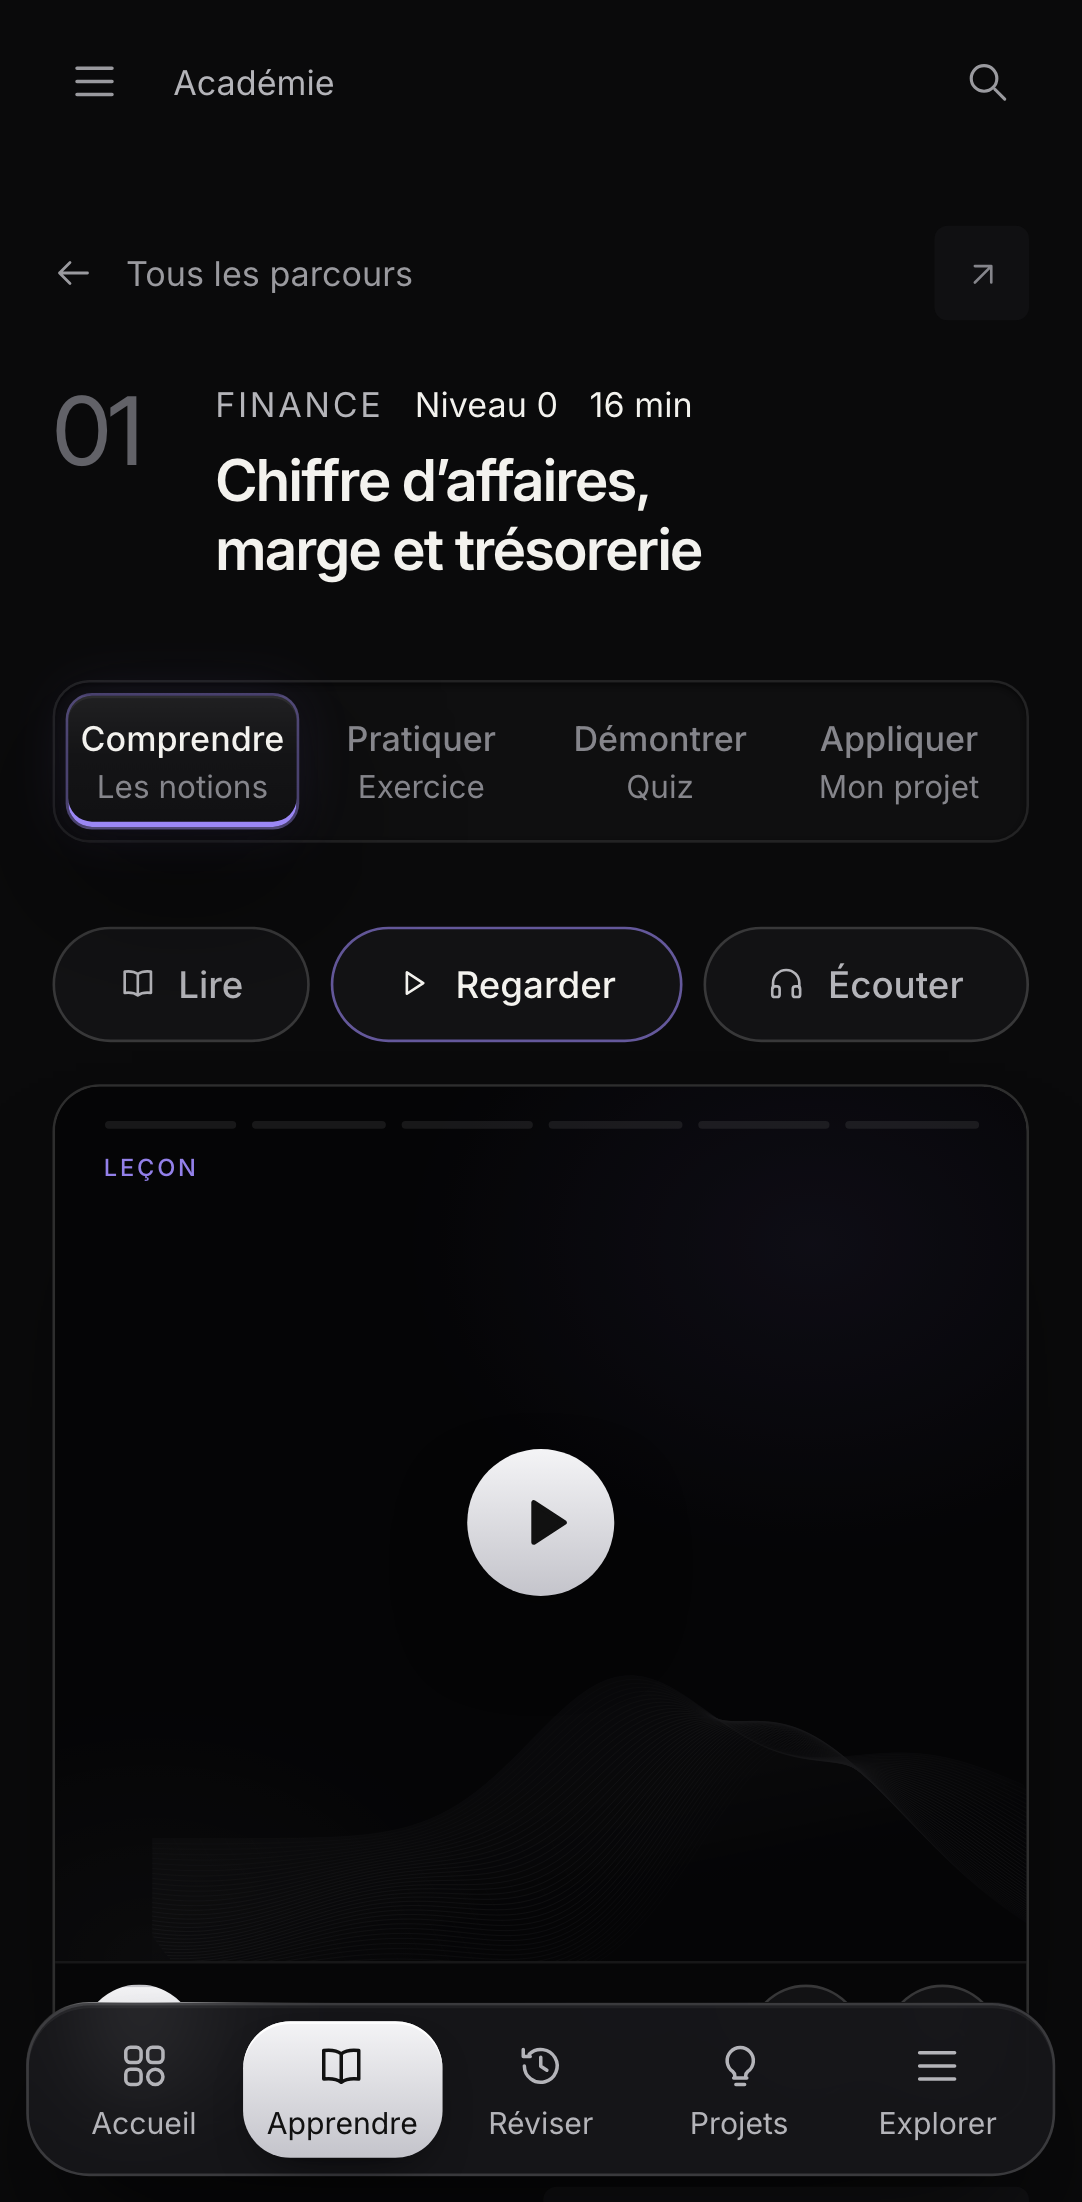 Académie
Tous les parcours
01
FINANCE Niveau 0 16 min
Chiffre d’affaires,
marge et trésorerie
Comprendre Pratiquer Démontrer Appliquer
Les notions Exercice Quiz Mon projet
Lire Regarder Écouter
LEÇON
Accueil Apprendre Réviser Projets Explorer